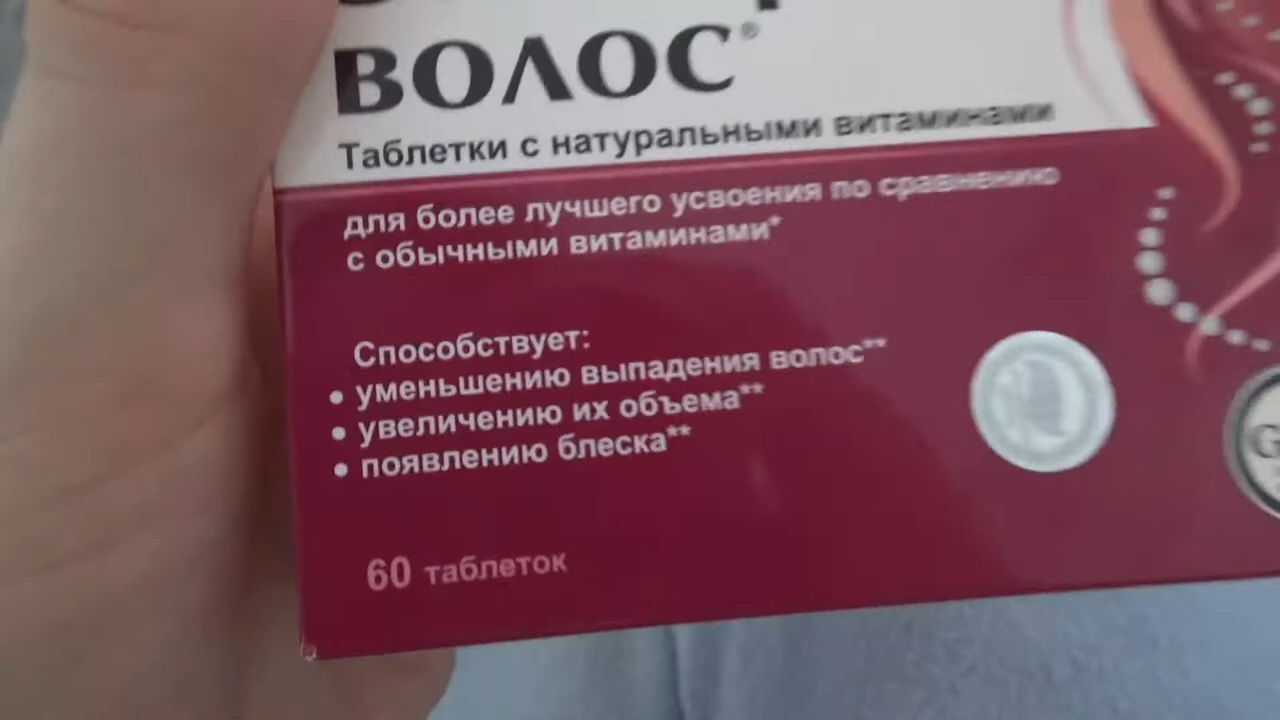 ВОЛОС®
Таблетки с натуральными витаминами
для более лучшего усвоения по сравнению
с обычными витаминами*
Способствует:
• уменьшению выпадения волос**
• увеличению их объема**
• появлению блеска**
60 таблеток